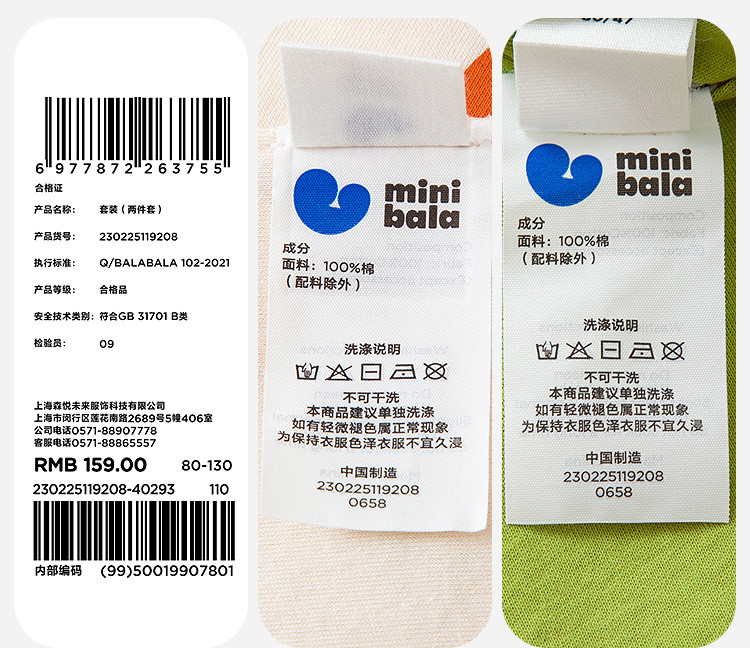 6 977872 263755
合格证
产品名称: 套装（两件套）
产品货号: 230225119208
执行标准: Q/BALABALA 102-2021
产品等级: 合格品
安全技术类别: 符合GB 31701 B类
检验员: 09
上海森悦未来服饰科技有限公司
上海市闵行区莲花南路2689号5幢406室
公司电话0571-88907778
客服电话0571-88865557
RMB 159.00 80-130
230225119208-40293 110
内部编码 (99)50019907801
mini
bala
成分
面料：100%棉
（配料除外）
洗涤说明
不可干洗
本商品建议单独洗涤
如有轻微褪色属正常现象
为保持衣服色泽衣服不宜久浸
中国制造
230225119208
0658
mini
bala
成分
面料：100%棉
（配料除外）
洗涤说明
不可干洗
本商品建议单独洗涤
如有轻微褪色属正常现象
为保持衣服色泽衣服不宜久浸
中国制造
230225119208
0658